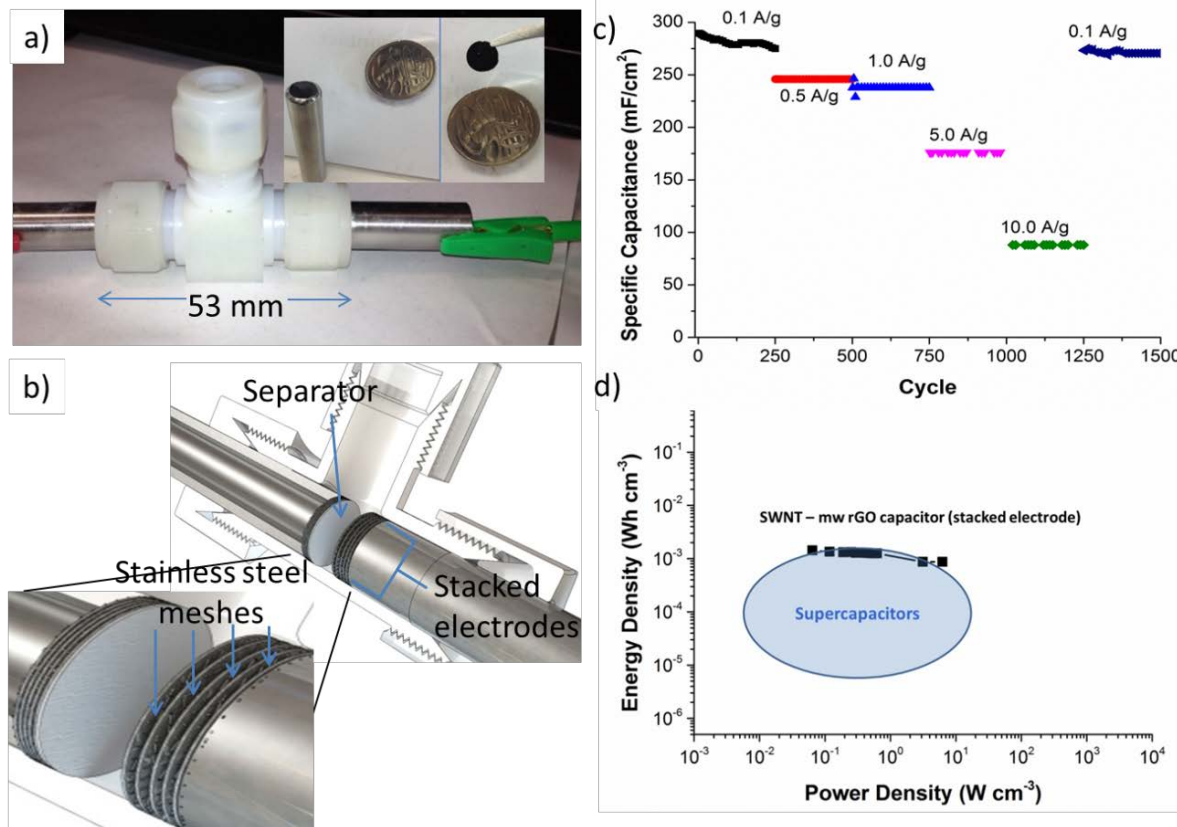 a)
53 mm
b)
Separator
Stainless steel
meshes
Stacked
electrodes
c)
Specific Capacitance (mF/cm²)
300
250
200
150
100
50
0
0.1 A/g
0.5 A/g
1.0 A/g
5.0 A/g
10.0 A/g
0.1 A/g
0 250 500 750 1000 1250 1500
Cycle
d)
Energy Density (Wh cm⁻³)
10⁻¹
10⁻²
10⁻³
10⁻⁴
10⁻⁵
10⁻⁶
SWNT – mw rGO capacitor (stacked electrode)
Supercapacitors
10⁻³ 10⁻² 10⁻¹ 10⁰ 10¹ 10² 10³ 10⁴
Power Density (W cm⁻³)